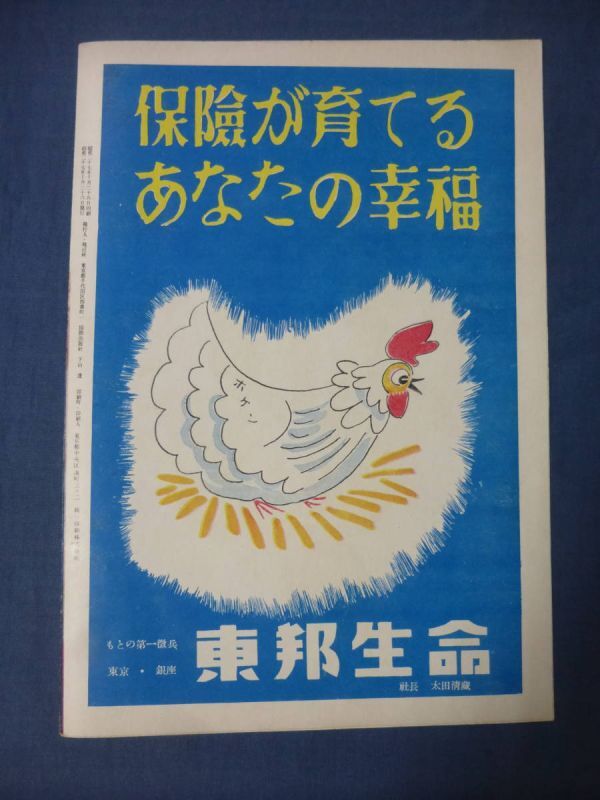 保險が育てる
あなたの幸福
ホケン
もとの第一徴兵
東京・銀座
東邦生命
社長 太田清蔵